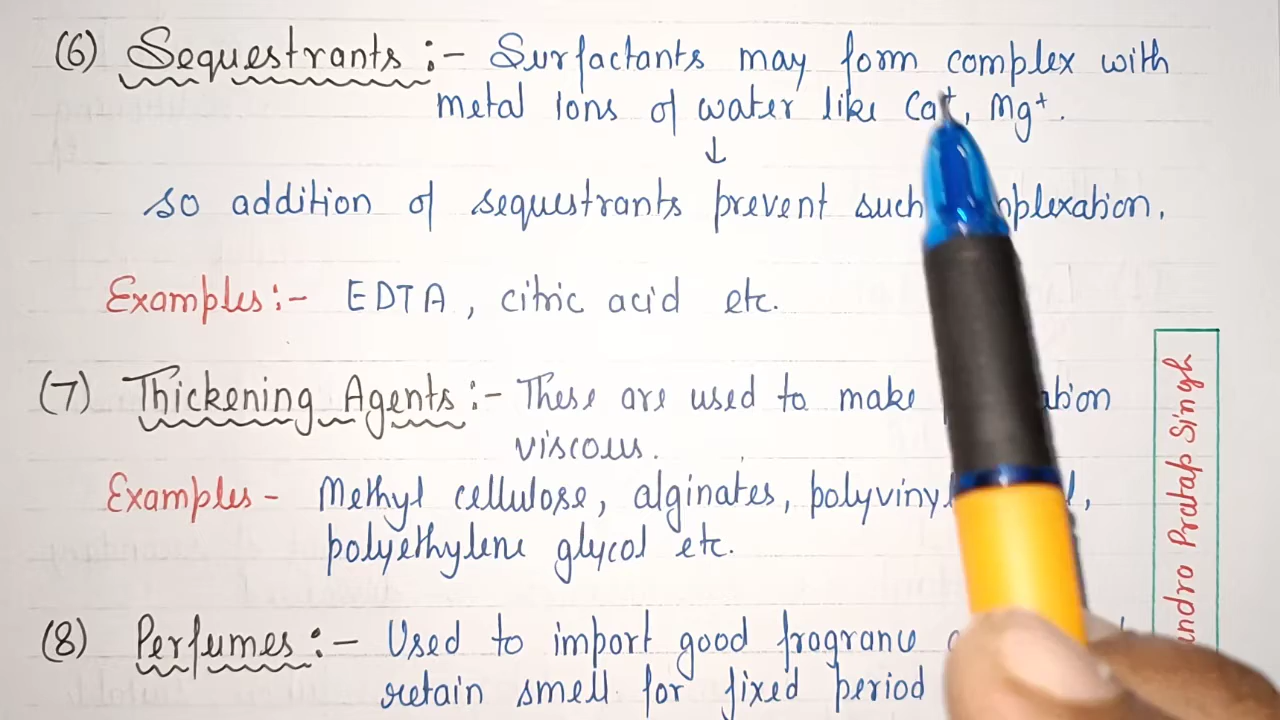 (6) Sequestrants :- Surfactants may form complex with
metal ions of water like Ca+, Mg+.
↓
so addition of sequestrants prevent such
Examples :- EDTA, citric acid etc.
(7) Thickening Agents :- These are used to make
viscous.
Examples - Methyl cellulose, alginates, polyvinyl
polyethylene glycol etc.
(8) Perfumes :- Used to import good
retain smell for fixed period
Pratap Singh